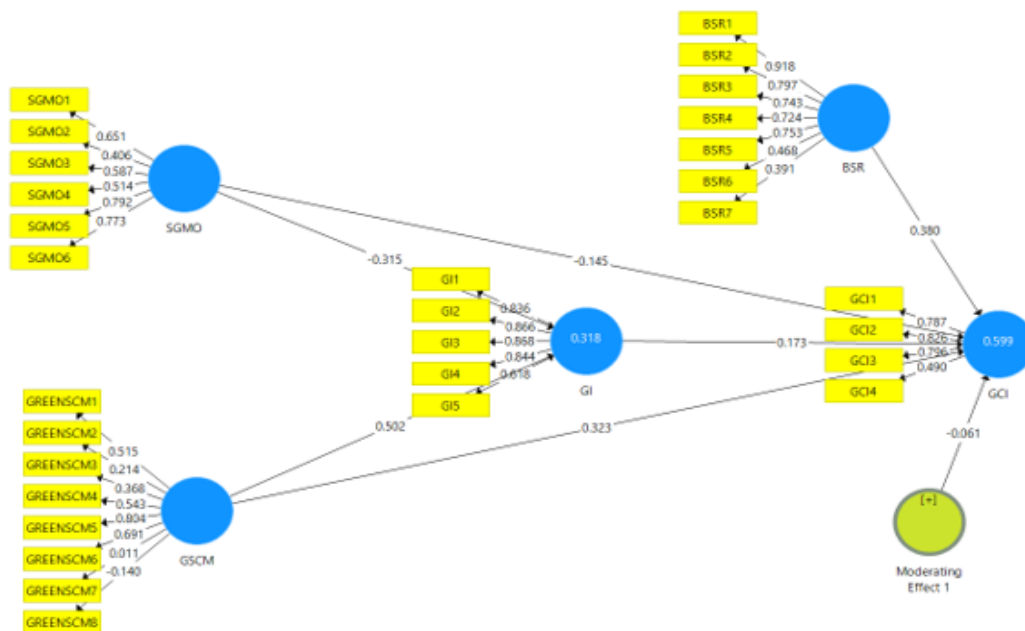 BSR1
BSR2
BSR3
BSR4
BSR5
BSR6
BSR7
0.918
0.797
0.743
0.724
0.753
0.468
0.391
BSR
SGMO1
SGMO2
SGMO3
SGMO4
SGMO5
SGMO6
0.651
0.406
0.587
0.514
0.792
0.773
SGMO
0.380
-0.315
-0.145
GI1
GI2
GI3
GI4
GI5
0.836
0.866
0.868
0.844
0.618
0.318
GI
0.173
GCI1
GCI2
GCI3
GCI4
0.787
0.826
0.796
0.490
0.599
GCI
GREENSCM1
GREENSCM2
GREENSCM3
GREENSCM4
GREENSCM5
GREENSCM6
GREENSCM7
GREENSCM8
0.515
0.214
0.368
0.543
0.804
0.691
0.011
-0.140
GSCM
0.502
0.323
-0.061
[+]
Moderating
Effect 1